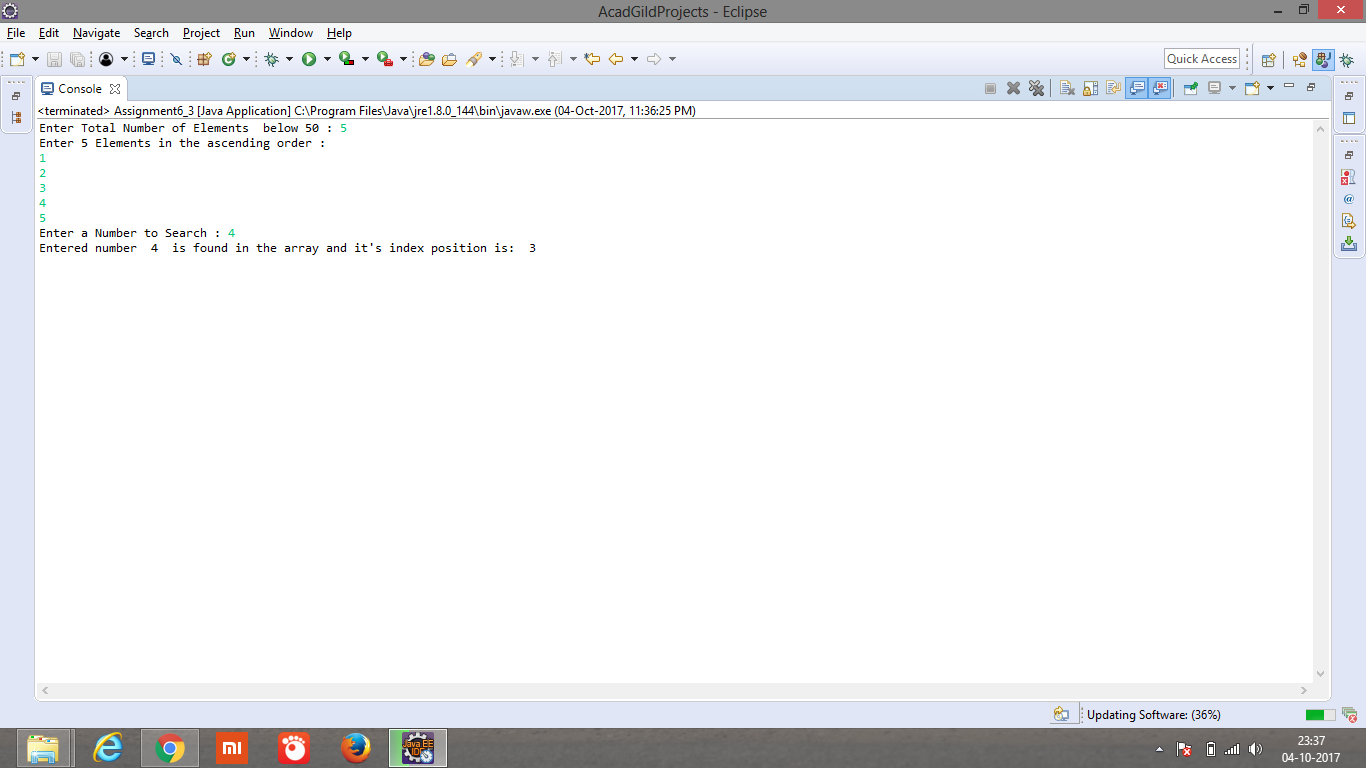 AcadGildProjects - Eclipse
File Edit Navigate Search Project Run Window Help
Quick Access
Console
<terminated> Assignment6_3 [Java Application] C:\Program Files\Java\jre1.8.0_144\bin\javaw.exe (04-Oct-2017, 11:36:25 PM)
Enter Total Number of Elements  below 50 : 5
Enter 5 Elements in the ascending order :
1
2
3
4
5
Enter a Number to Search : 4
Entered number  4  is found in the array and it's index position is:  3
Updating Software: (36%)
mi
Java EE
IDE
23:37
04-10-2017